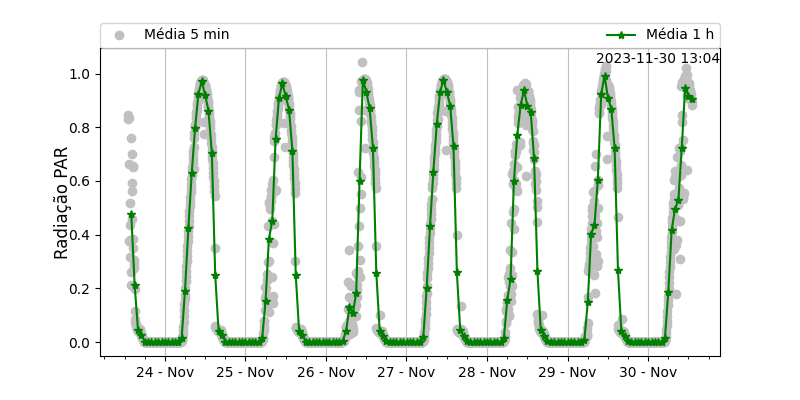 Média 5 min
Média 1 h
2023-11-30 13:04
Radiação PAR
1.0
0.8
0.6
0.4
0.2
0.0
24 - Nov
25 - Nov
26 - Nov
27 - Nov
28 - Nov
29 - Nov
30 - Nov